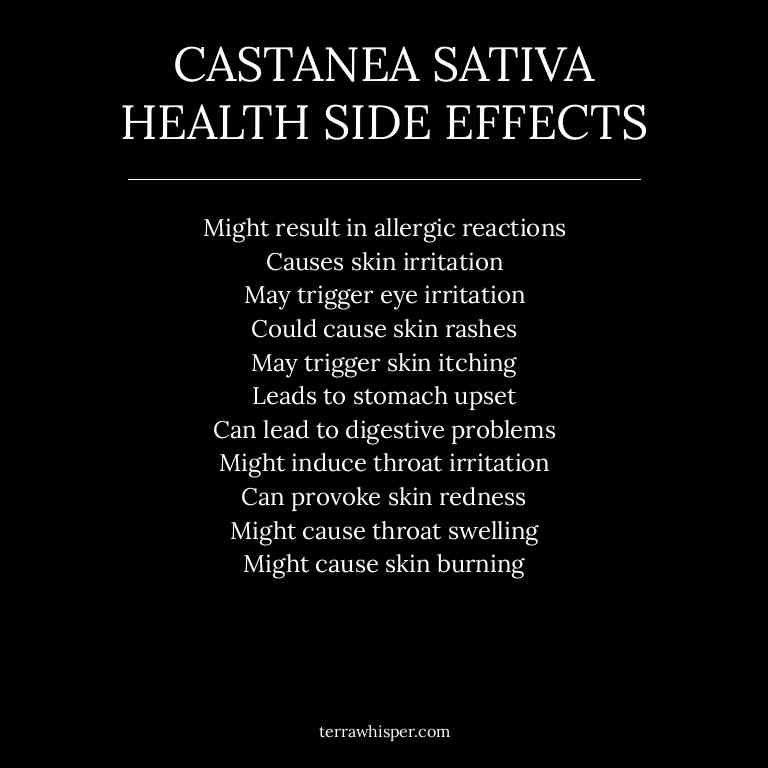 CASTANEA SATIVA
HEALTH SIDE EFFECTS
Might result in allergic reactions
Causes skin irritation
May trigger eye irritation
Could cause skin rashes
May trigger skin itching
Leads to stomach upset
Can lead to digestive problems
Might induce throat irritation
Can provoke skin redness
Might cause throat swelling
Might cause skin burning
terrawhisper.com